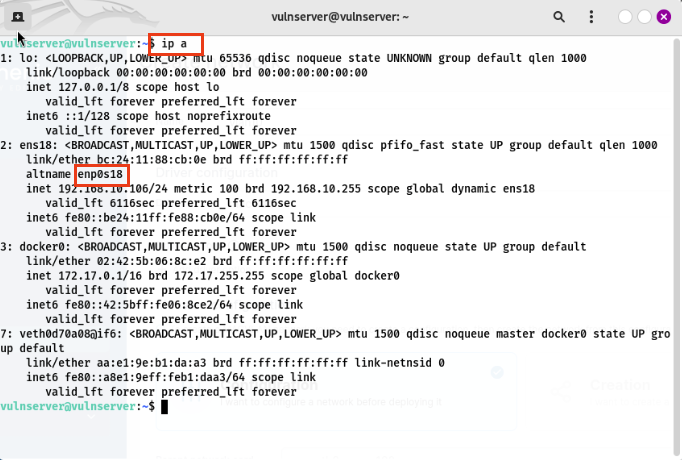 vulnserver@vulnserver: ~
vulnserver@vulnserver:~$ ip a
1: lo: <LOOPBACK,UP,LOWER_UP> mtu 65536 qdisc noqueue state UNKNOWN group default qlen 1000
link/loopback 00:00:00:00:00:00 brd 00:00:00:00:00:00
inet 127.0.0.1/8 scope host lo
valid_lft forever preferred_lft forever
inet6 ::1/128 scope host noprefixroute
valid_lft forever preferred_lft forever
2: ens18: <BROADCAST,MULTICAST,UP,LOWER_UP> mtu 1500 qdisc pfifo_fast state UP group default qlen 1000
link/ether bc:24:11:88:cb:0e brd ff:ff:ff:ff:ff:ff
altname enp0s18
inet 192.168.10.106/24 metric 100 brd 192.168.10.255 scope global dynamic ens18
valid_lft 6116sec preferred_lft 6116sec
inet6 fe80::be24:11ff:fe88:cb0e/64 scope link
valid_lft forever preferred_lft forever
3: docker0: <BROADCAST,MULTICAST,UP,LOWER_UP> mtu 1500 qdisc noqueue state UP group default
link/ether 02:42:5b:06:8c:e2 brd ff:ff:ff:ff:ff:ff
inet 172.17.0.1/16 brd 172.17.255.255 scope global docker0
valid_lft forever preferred_lft forever
inet6 fe80::42:5bff:fe06:8ce2/64 scope link
valid_lft forever preferred_lft forever
7: veth0d70a08@if6: <BROADCAST,MULTICAST,UP,LOWER_UP> mtu 1500 qdisc noqueue master docker0 state UP gro
up default
link/ether aa:e1:9e:b1:da:a3 brd ff:ff:ff:ff:ff:ff link-netnsid 0
inet6 fe80::a8e1:9eff:feb1:daa3/64 scope link
valid_lft forever preferred_lft forever
vulnserver@vulnserver:~$